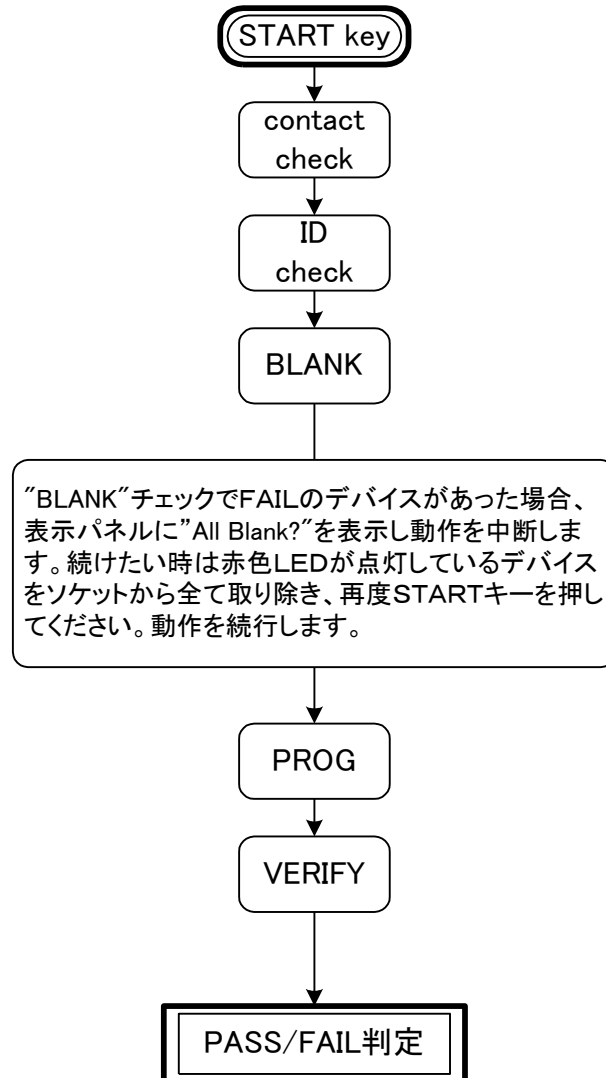 START key
contact
check
ID
check
BLANK
"BLANK"チェックでFAILのデバイスがあった場合、
表示パネルに”All Blank?"を表示し動作を中断しま
す。続けたい時は赤色LEDが点灯しているデバイス
をソケットから全て取り除き、再度STARTキーを押し
てください。動作を続行します。
PROG
VERIFY
PASS/FAIL判定